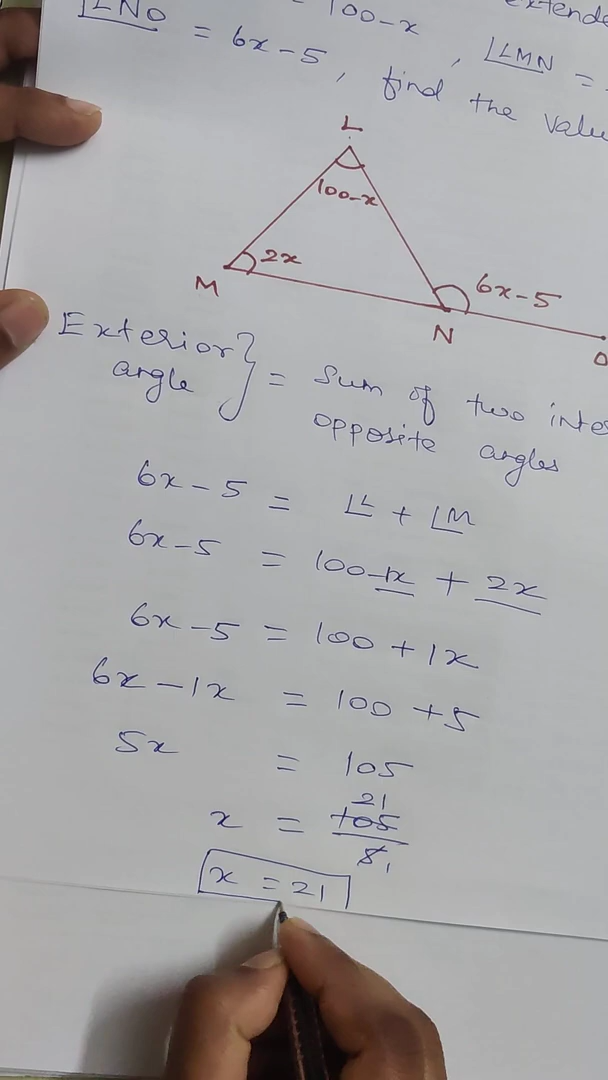 = 100-x extende
∠LNO = 6x-5, ∠LMN =
find the valu
L
100-x
2x
6x-5
M
N
O
Exterior } = Sum of two inte
angle } opposite angles
6x-5 = ∠L + ∠M
6x-5 = 100-1x + 2x
6x-5 = 100+1x
6x-1x = 100+5
5x = 105
21
x = 105
5 1
x = 21